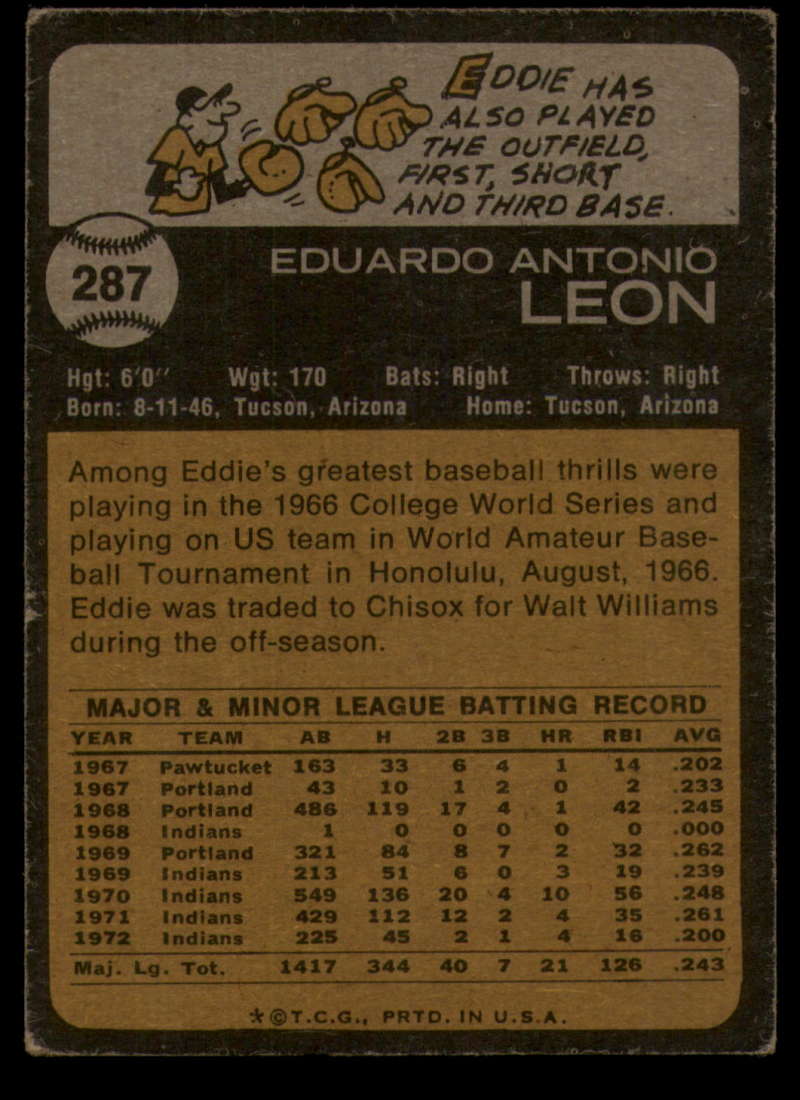 EDDIE HAS
ALSO PLAYED
THE OUTFIELD,
FIRST, SHORT
AND THIRD BASE.
287
EDUARDO ANTONIO
LEON
Hgt: 6'0" Wgt: 170 Bats: Right Throws: Right
Born: 8-11-46, Tucson, Arizona Home: Tucson, Arizona
Among Eddie's greatest baseball thrills were
playing in the 1966 College World Series and
playing on US team in World Amateur Base-
ball Tournament in Honolulu, August, 1966.
Eddie was traded to Chisox for Walt Williams
during the off-season.
MAJOR & MINOR LEAGUE BATTING RECORD
YEAR TEAM AB H 2B 3B HR RBI AVG
1967 Pawtucket 163 33 6 4 1 14 .202
1967 Portland 43 10 1 2 0 2 .233
1968 Portland 486 119 17 4 1 42 .245
1968 Indians 1 0 0 0 0 0 .000
1969 Portland 321 84 8 7 2 32 .262
1969 Indians 213 51 6 0 3 19 .239
1970 Indians 549 136 20 4 10 56 .248
1971 Indians 429 112 12 2 4 35 .261
1972 Indians 225 45 2 1 4 16 .200
Maj. Lg. Tot. 1417 344 40 7 21 126 .243
*©T.C.G., PRTD. IN U.S.A.